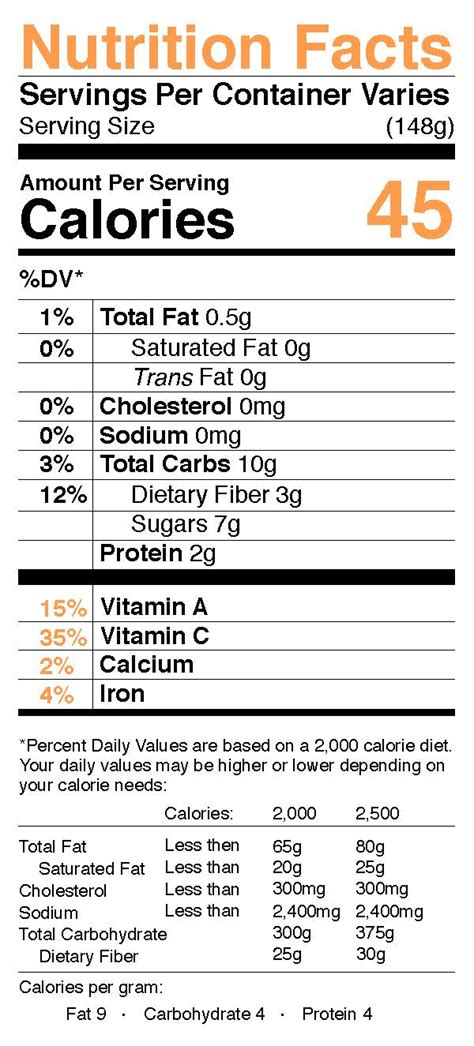 Nutrition Facts
Servings Per Container Varies
Serving Size (148g)
Amount Per Serving
Calories 45
%DV*
1% Total Fat 0.5g
0% Saturated Fat 0g
Trans Fat 0g
0% Cholesterol 0mg
0% Sodium 0mg
3% Total Carbs 10g
12% Dietary Fiber 3g
Sugars 7g
Protein 2g
15% Vitamin A
35% Vitamin C
2% Calcium
4% Iron
*Percent Daily Values are based on a 2,000 calorie diet.
Your daily values may be higher or lower depending on
your calorie needs:
Calories: 2,000 2,500
Total Fat Less then 65g 80g
Saturated Fat Less than 20g 25g
Cholesterol Less than 300mg 300mg
Sodium Less than 2,400mg 2,400mg
Total Carbohydrate 300g 375g
Dietary Fiber 25g 30g
Calories per gram:
Fat 9 · Carbohydrate 4 · Protein 4